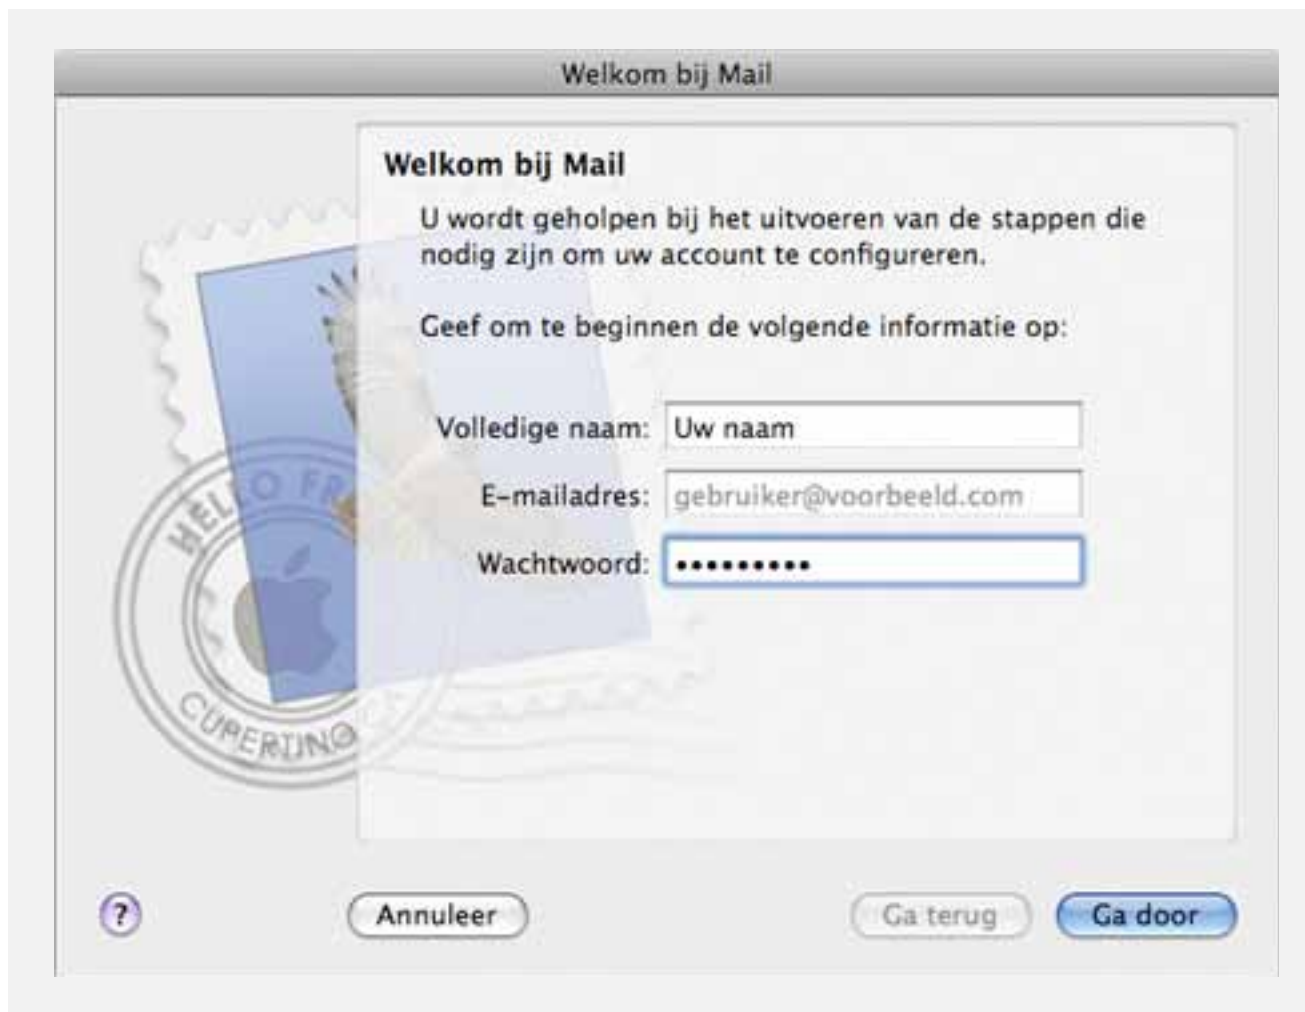 Welkom bij Mail
Welkom bij Mail
U wordt geholpen bij het uitvoeren van de stappen die
nodig zijn om uw account te configureren.
Geef om te beginnen de volgende informatie op:
Volledige naam: Uw naam
E-mailadres: gebruiker@voorbeeld.com
Wachtwoord: •••••••••
HELLO FR
CUPERTINO
?
Annuleer
Ga terug
Ga door